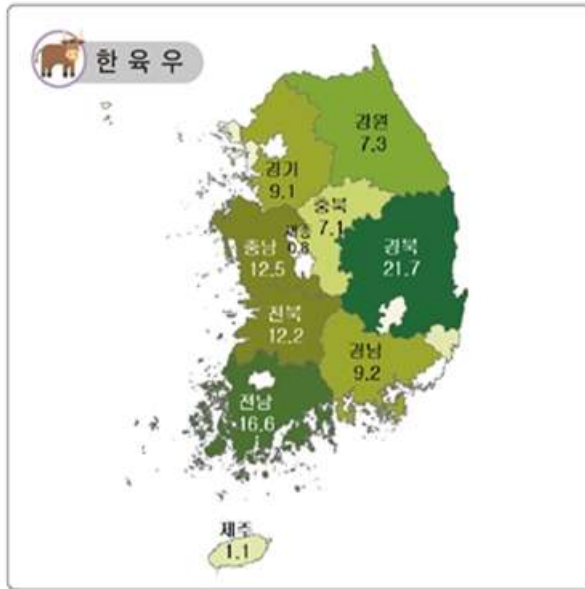 한 육 우
강원
7.3
경기
9.1
충북
7.1
세종
0.8
충남
12.5
경북
21.7
전북
12.2
경남
9.2
전남
16.6
제주
1.1